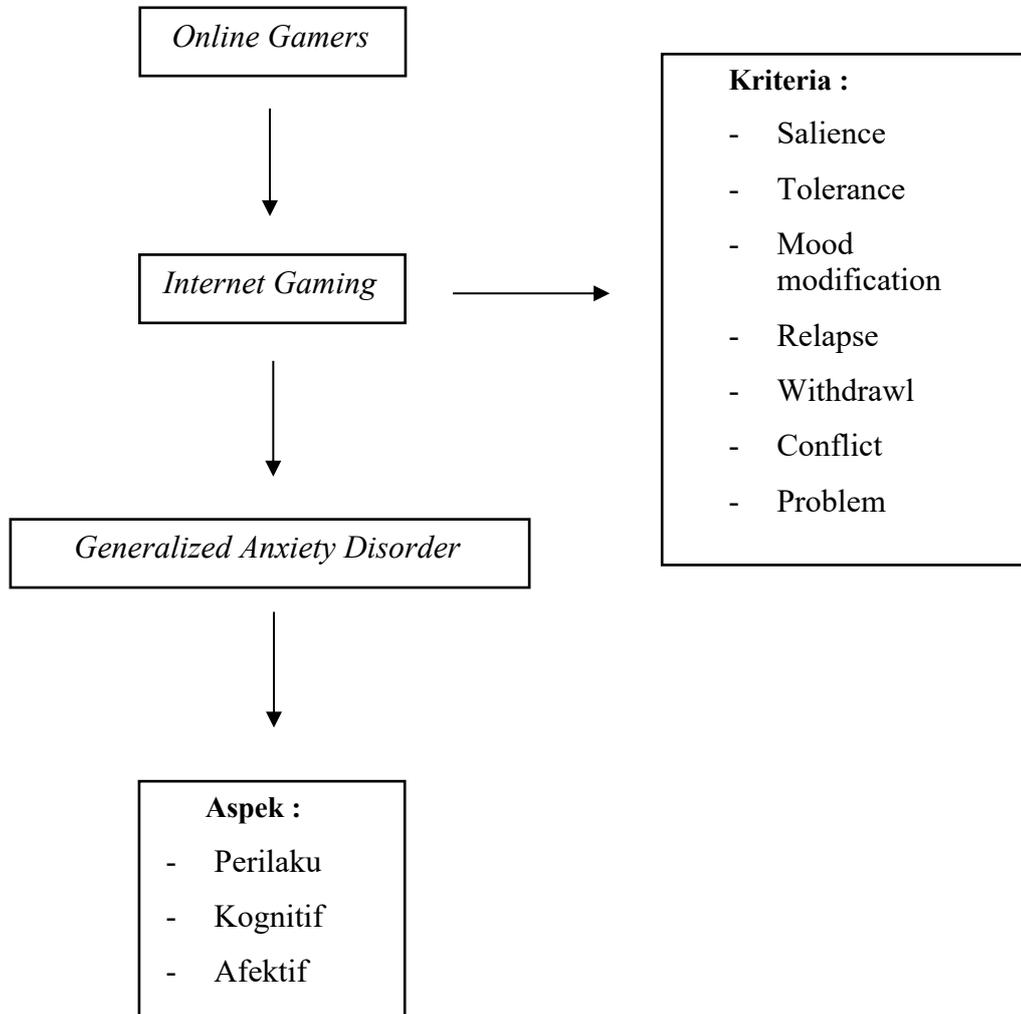 Online Gamers
Internet Gaming
Kriteria :
- Salience
- Tolerance
- Mood
modification
- Relapse
- Withdrawl
- Conflict
- Problem
Generalized Anxiety Disorder
Aspek :
- Perilaku
- Kognitif
- Afektif